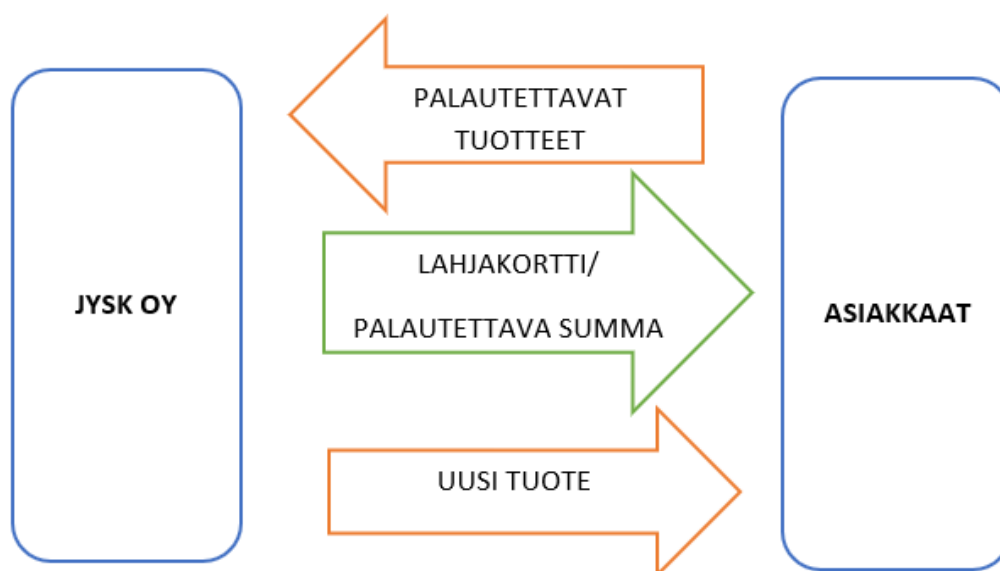 PALAUTETTAVAT
TUOTTEET
LAHJAKORTTI/
PALAUTETTAVA SUMMA
JYSK OY
ASIAKKAAT
UUSI TUOTE